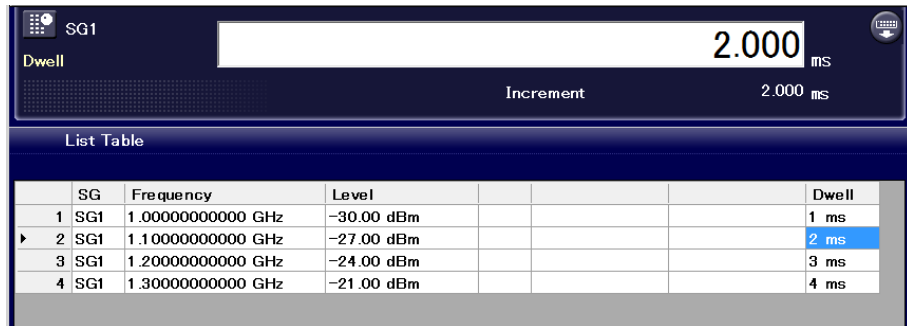 SG1
2.000 ms
Dwell
Increment 2.000 ms
List Table
SG Frequency Level Dwell
1 SG1 1.00000000000 GHz -30.00 dBm 1 ms
2 SG1 1.10000000000 GHz -27.00 dBm 2 ms
3 SG1 1.20000000000 GHz -24.00 dBm 3 ms
4 SG1 1.30000000000 GHz -21.00 dBm 4 ms